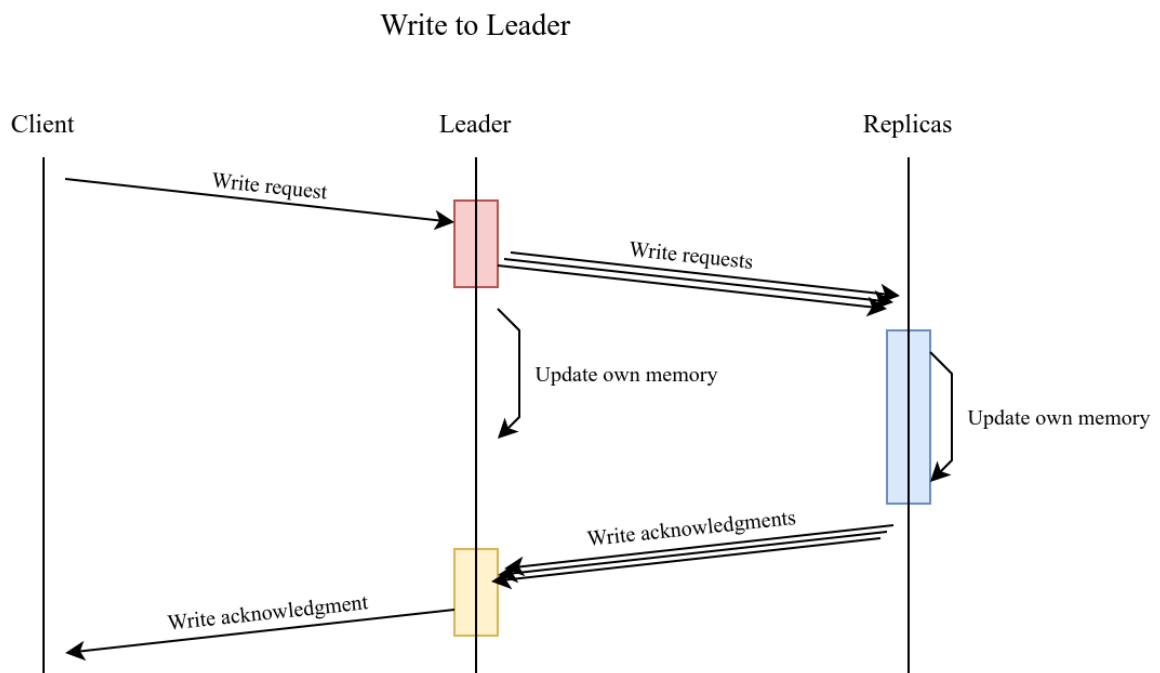 Write to Leader
Client
Leader
Replicas
Write request
Write requests
Update own memory
Update own memory
Write acknowledgments
Write acknowledgment